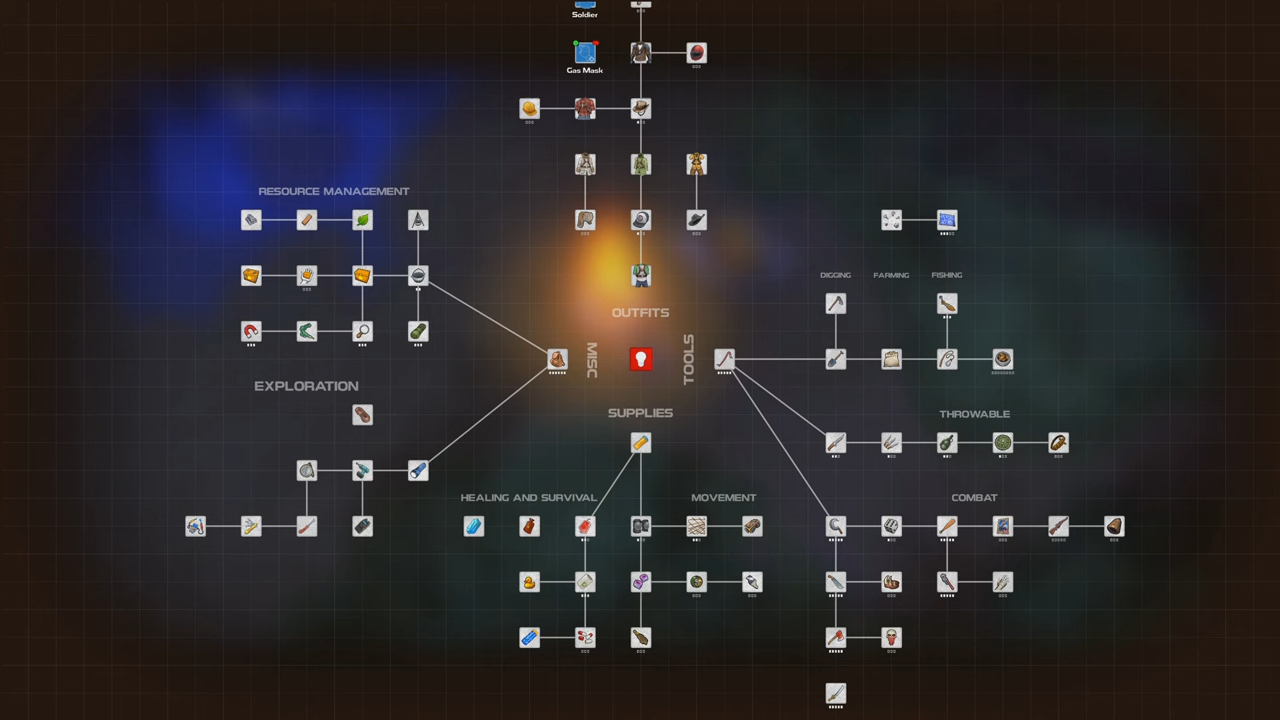 Soldier
Gas Mask
RESOURCE MANAGEMENT
DIGGING
FARMING
FISHING
OUTFITS
MISC
TOOLS
EXPLORATION
SUPPLIES
THROWABLE
HEALING AND SURVIVAL
MOVEMENT
COMBAT